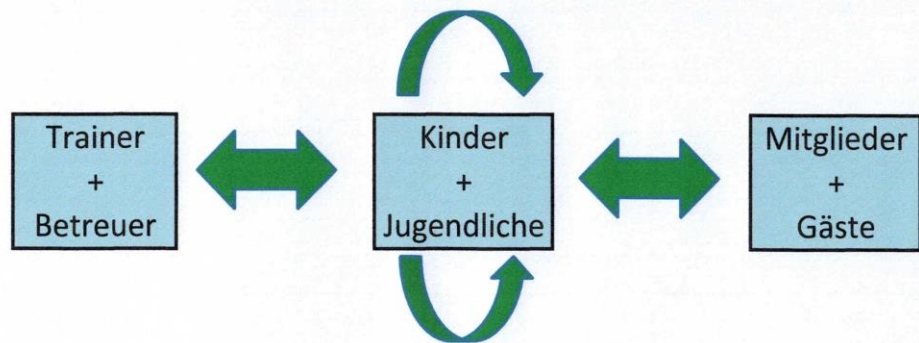 Trainer
+
Betreuer
Kinder
+
Jugendliche
Mitglieder
+
Gäste